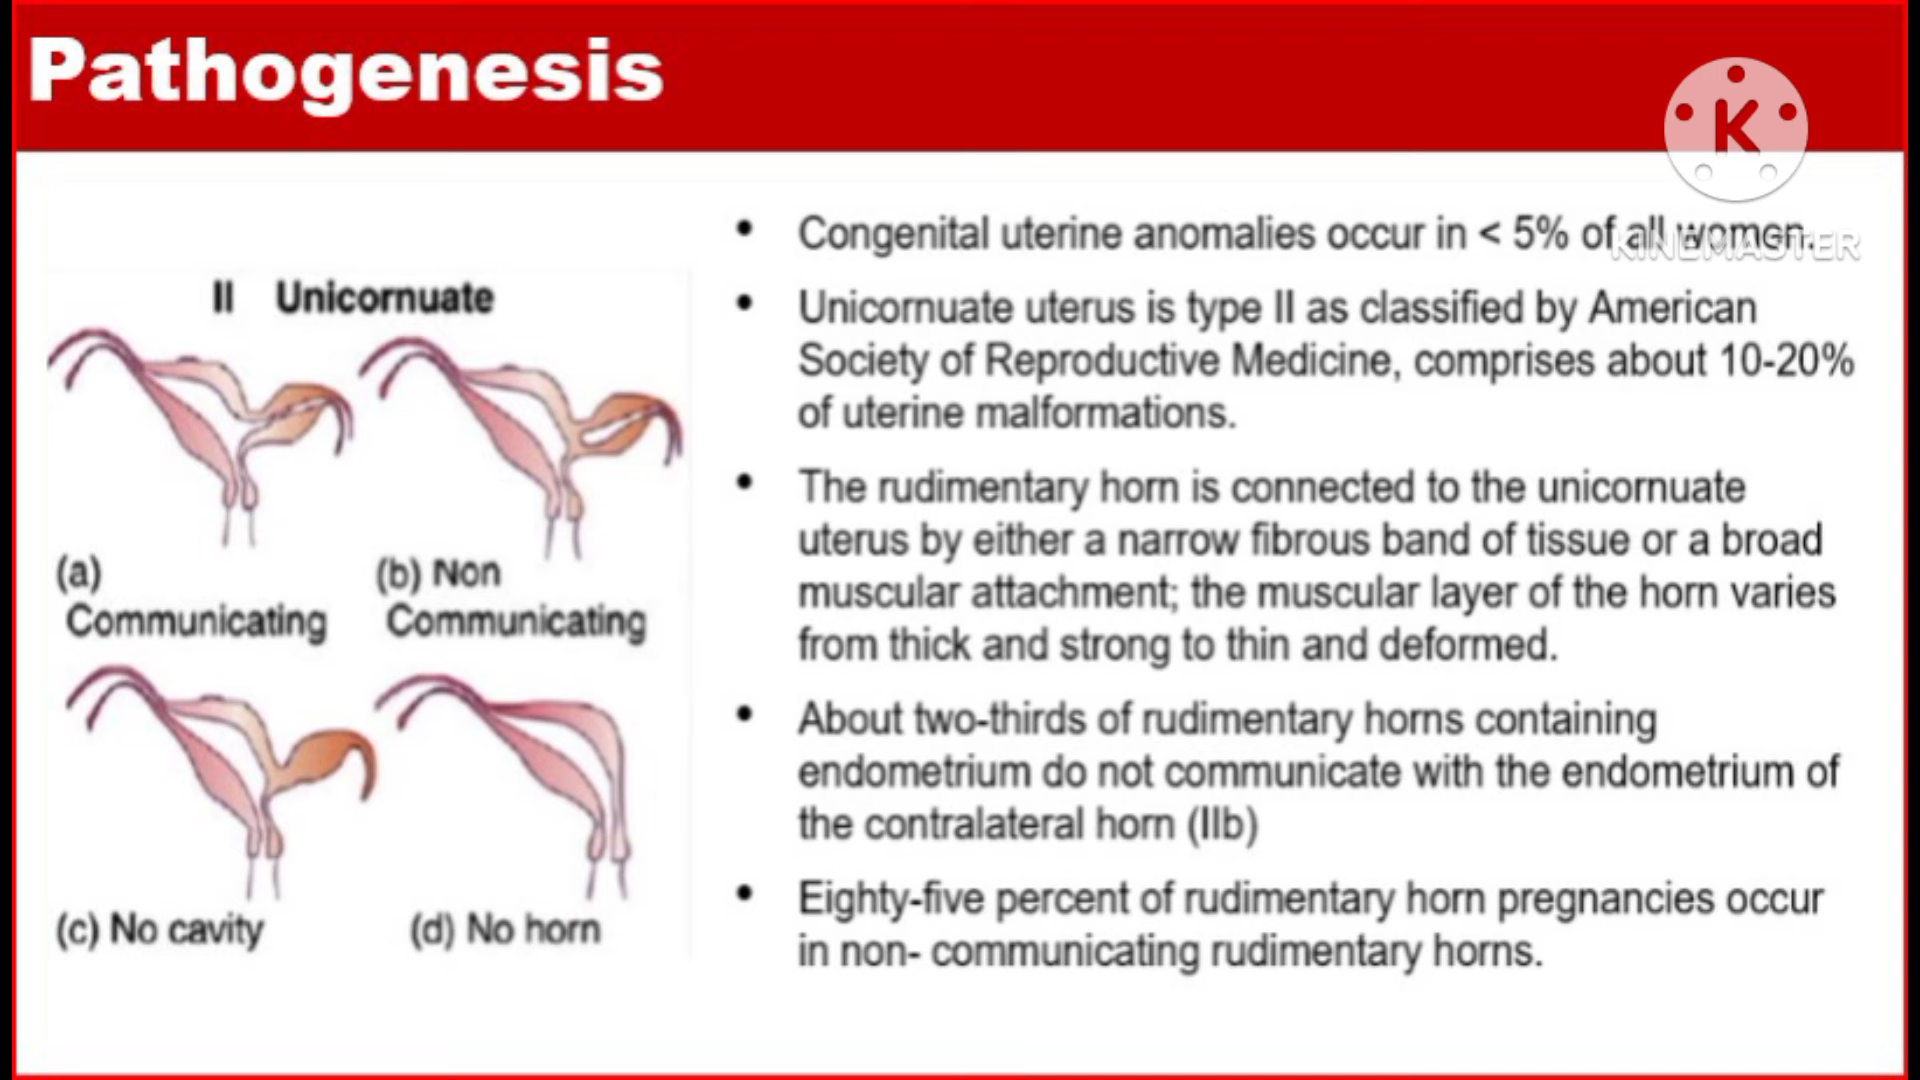 Pathogenesis
K
KINEMASTER
II Unicornuate
(a)
Communicating
(b) Non
Communicating
(c) No cavity
(d) No horn
• Congenital uterine anomalies occur in < 5% of all women.
• Unicornuate uterus is type II as classified by American
Society of Reproductive Medicine, comprises about 10-20%
of uterine malformations.
• The rudimentary horn is connected to the unicornuate
uterus by either a narrow fibrous band of tissue or a broad
muscular attachment; the muscular layer of the horn varies
from thick and strong to thin and deformed.
• About two-thirds of rudimentary horns containing
endometrium do not communicate with the endometrium of
the contralateral horn (IIb)
• Eighty-five percent of rudimentary horn pregnancies occur
in non- communicating rudimentary horns.